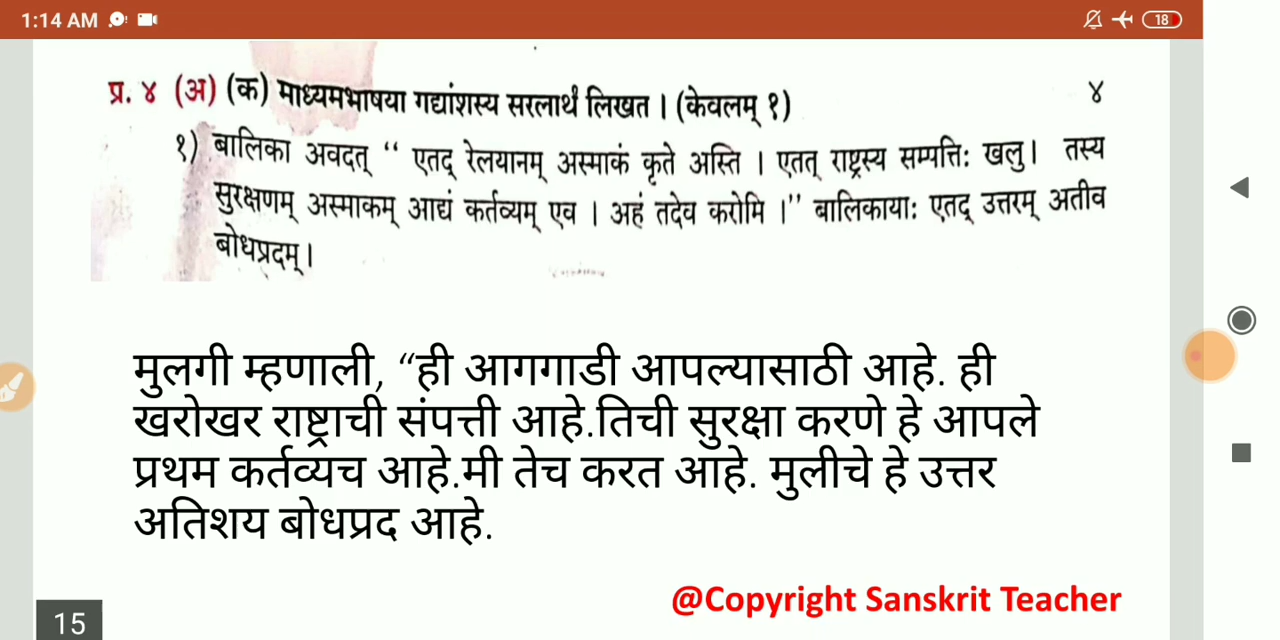 1:14 AM
18
प्र. ४ (अ) (क) माध्यमभाषया गद्यांशस्य सरलार्थं लिखत । (केवलम् १) ४
१) बालिका अवदत् “ एतद् रेलयानम् अस्माकं कृते अस्ति । एतत् राष्ट्रस्य सम्पत्तिः खलु। तस्य
सुरक्षणम् अस्माकम् आद्यं कर्तव्यम् एव । अहं तदेव करोमि ।’’ बालिकायाः एतद् उत्तरम् अतीव
बोधप्रदम्।
मुलगी म्हणाली, “ही आगगाडी आपल्यासाठी आहे. ही
खरोखर राष्ट्राची संपत्ती आहे.तिची सुरक्षा करणे हे आपले
प्रथम कर्तव्यच आहे.मी तेच करत आहे. मुलीचे हे उत्तर
अतिशय बोधप्रद आहे.
@Copyright Sanskrit Teacher
15